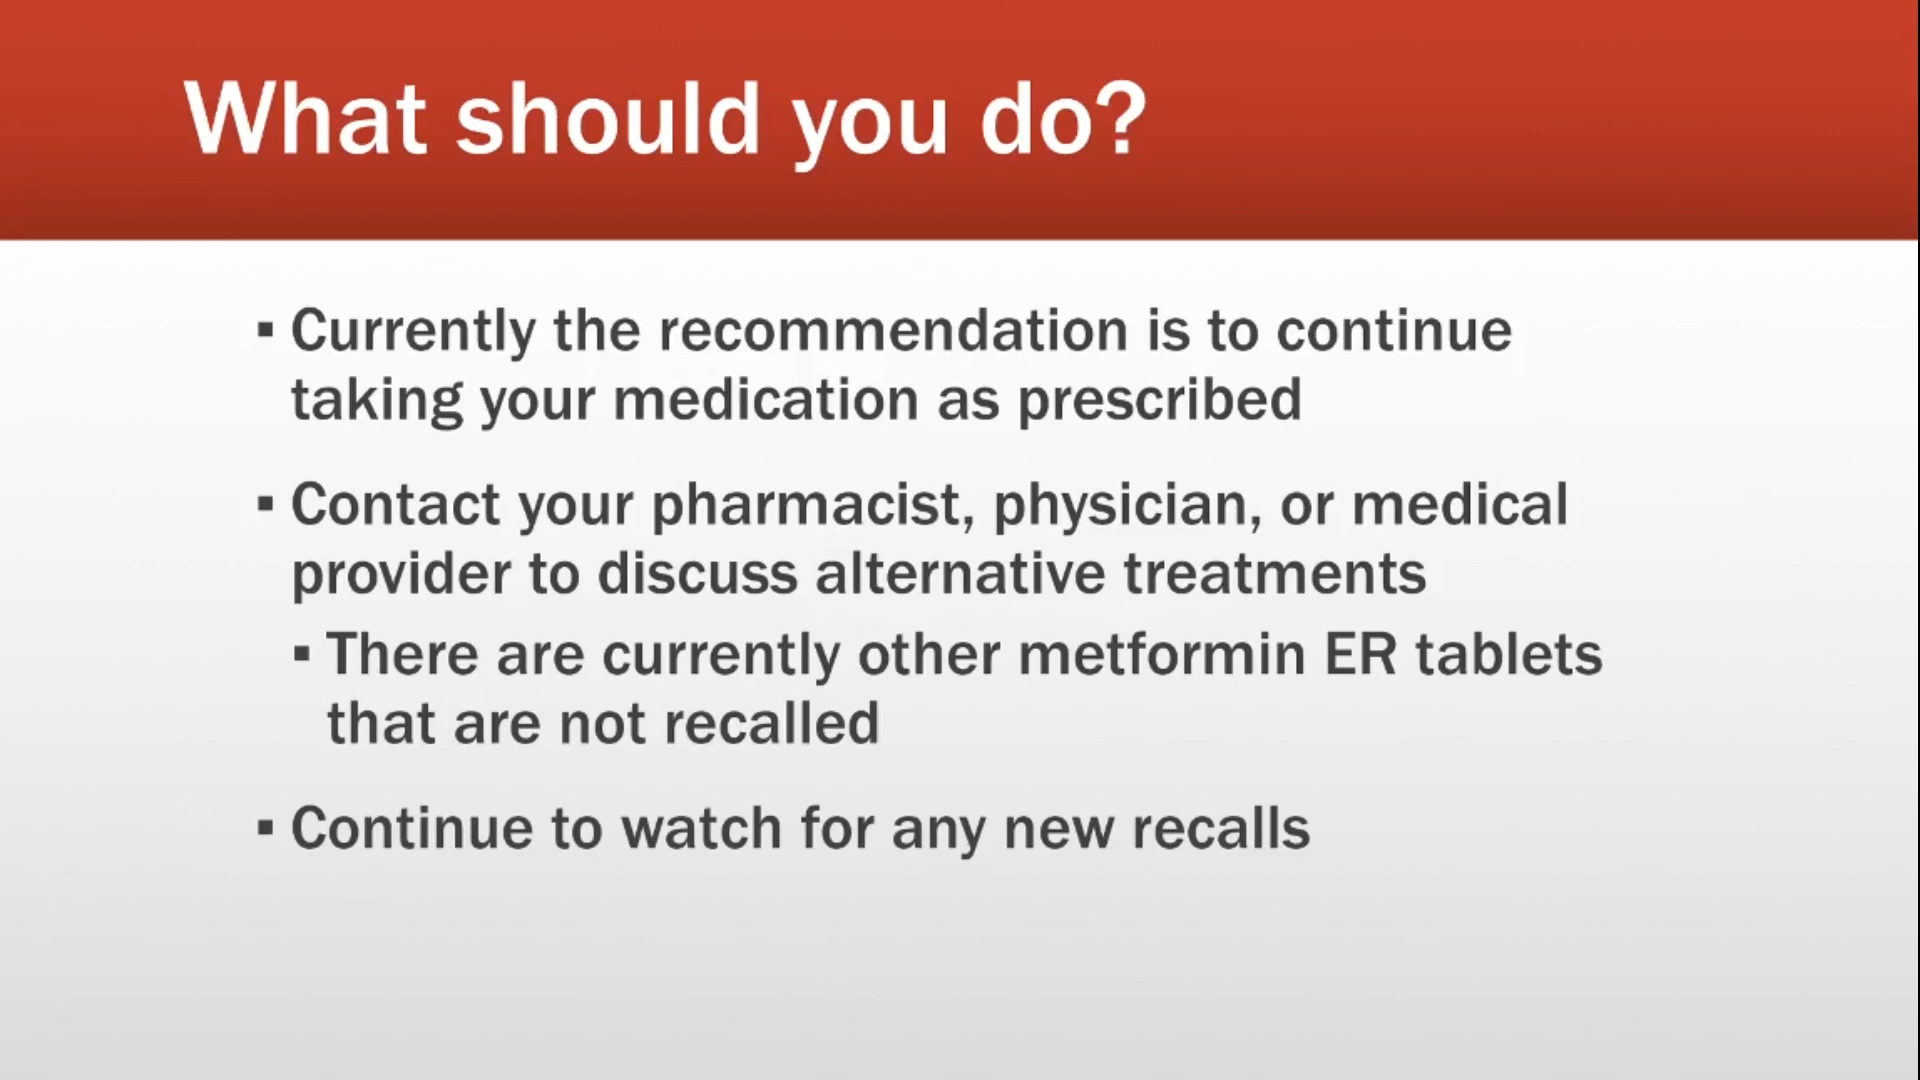 What should you do?
▪ Currently the recommendation is to continue
taking your medication as prescribed
▪ Contact your pharmacist, physician, or medical
provider to discuss alternative treatments
▪ There are currently other metformin ER tablets
that are not recalled
▪ Continue to watch for any new recalls